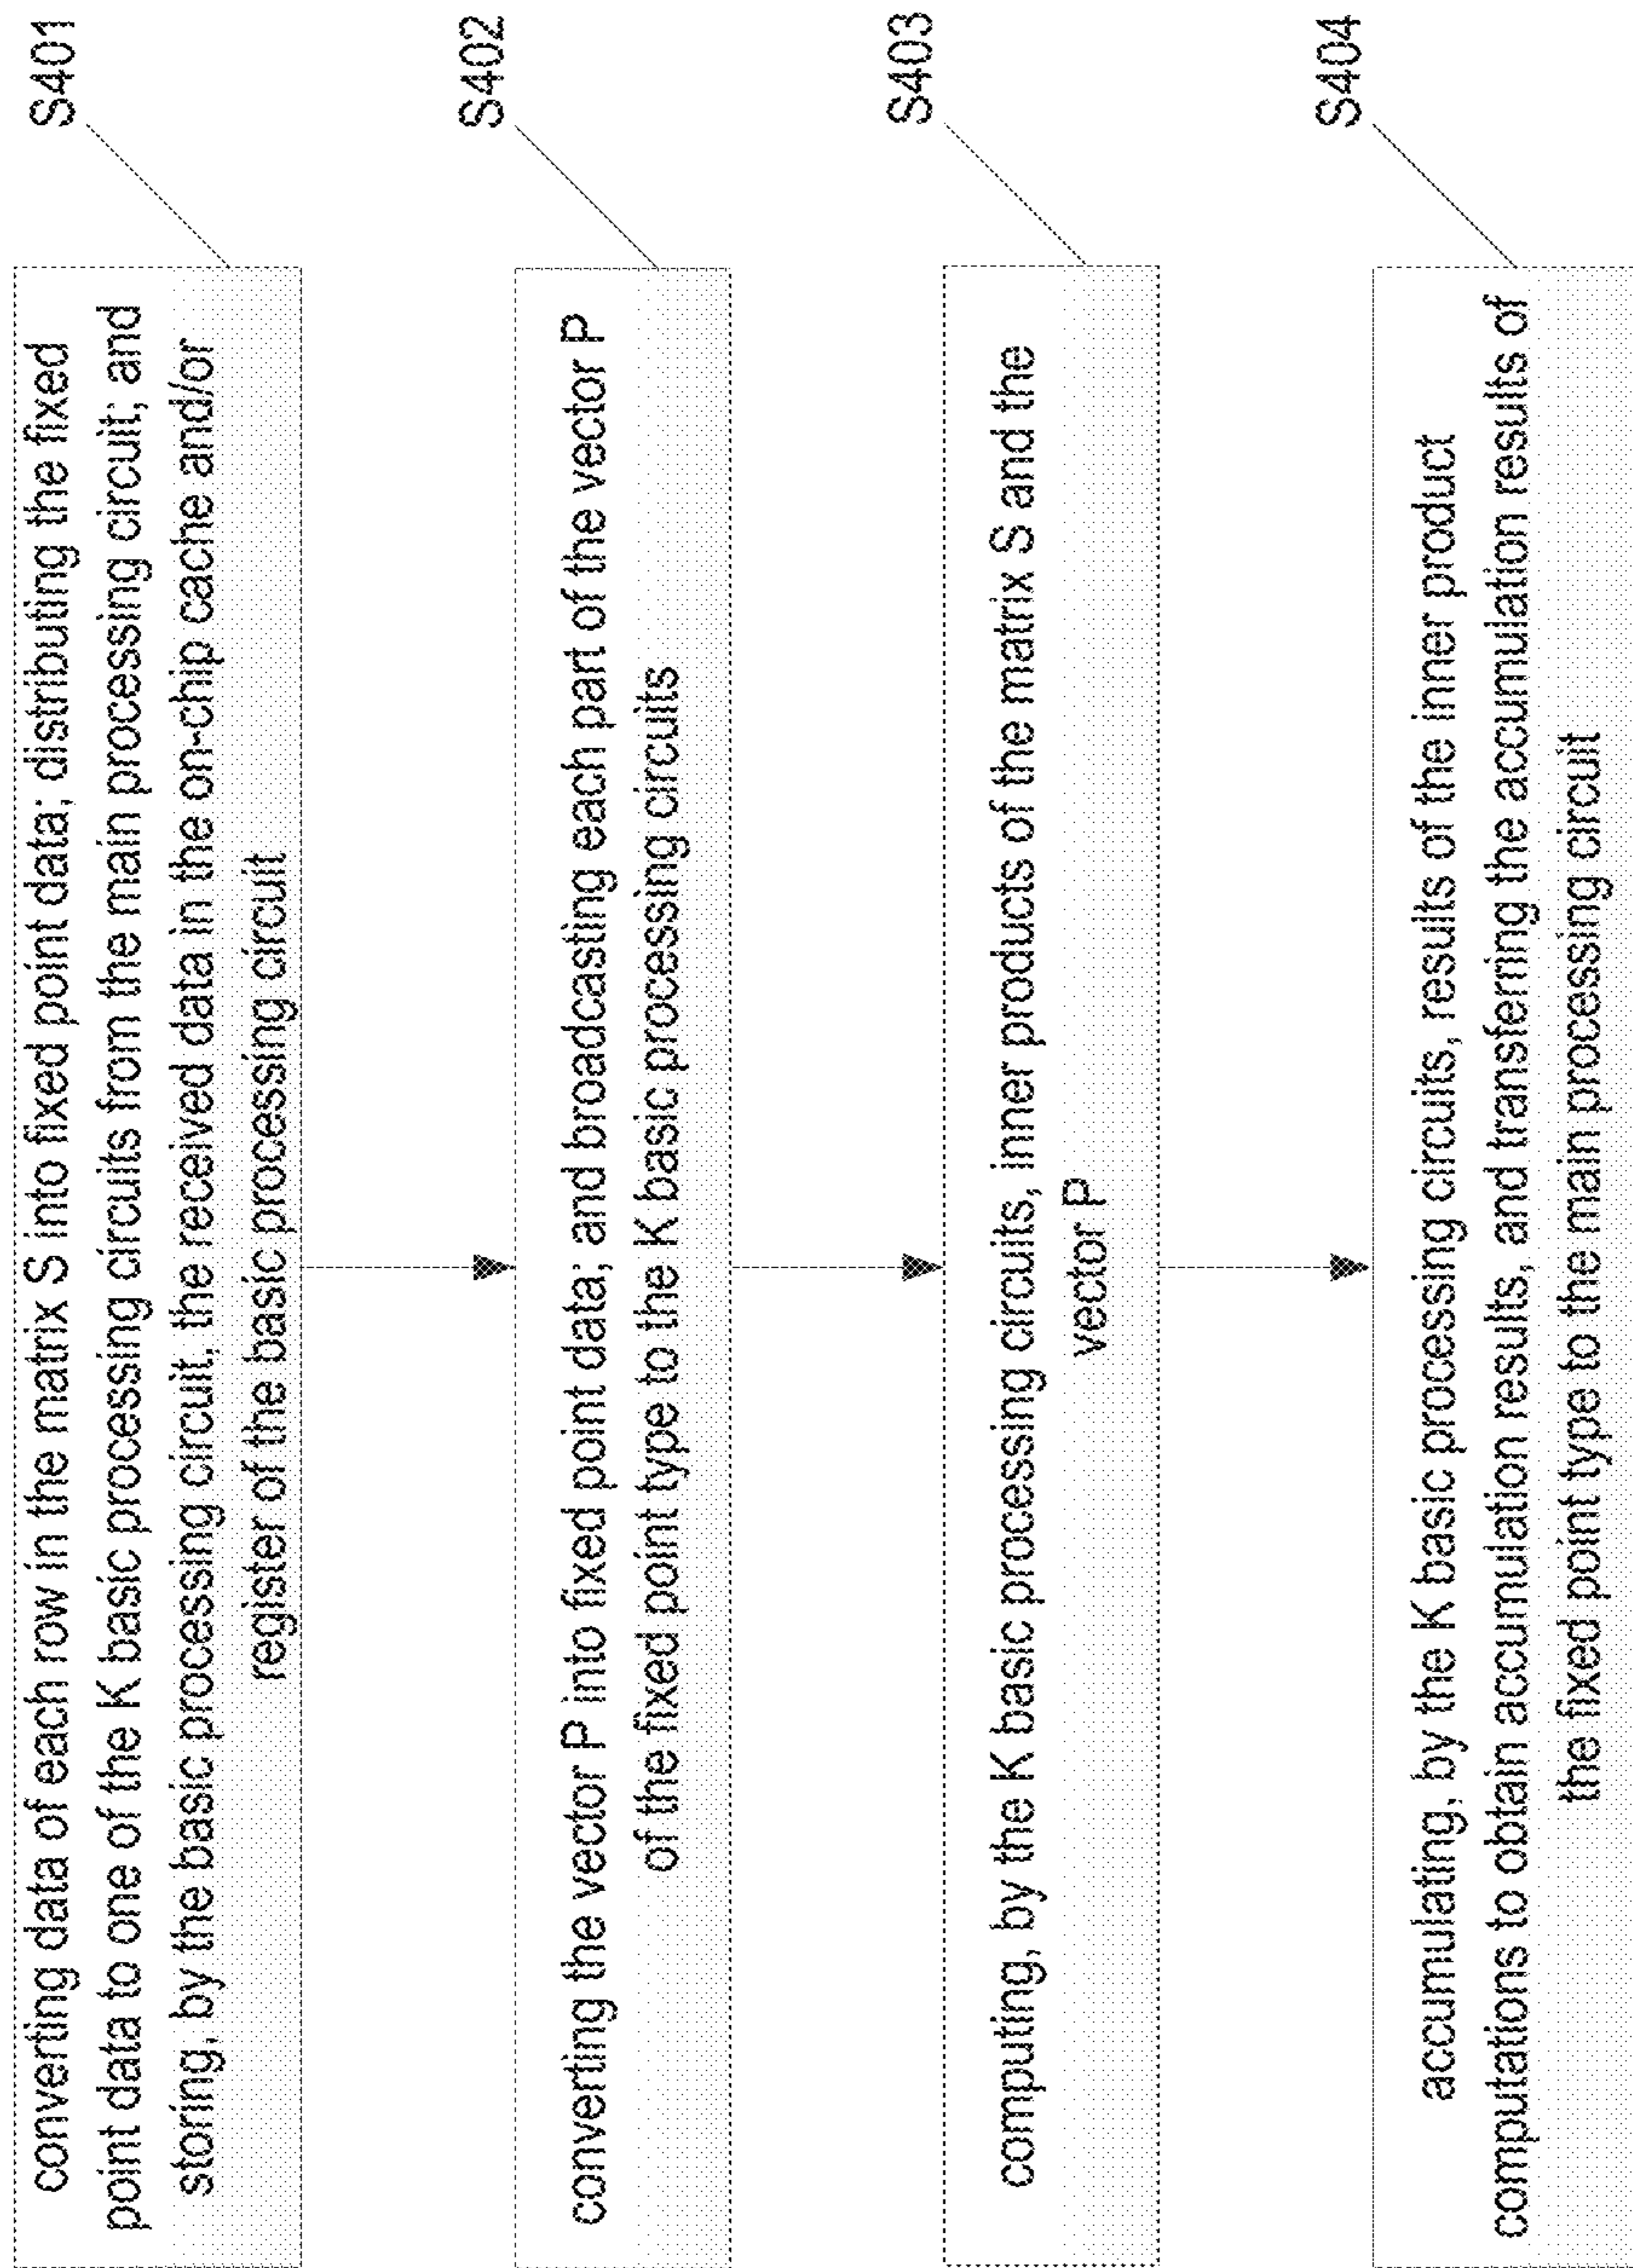 S401
converting data of each row in the matrix S into fixed point data; distributing the fixed
point data to one of the K basic processing circuits from the main processing circuit; and
storing, by the basic processing circuit, the received data in the on-chip cache and/or
register of the basic processing circuit
S402
converting the vector P into fixed point data; and broadcasting each part of the vector P
of the fixed point type to the K basic processing circuits
S403
computing, by the K basic processing circuits, inner products of the matrix S and the
vector P
S404
accumulating, by the K basic processing circuits, results of the inner product
computations to obtain accumulation results, and transferring the accumulation results of
the fixed point type to the main processing circuit